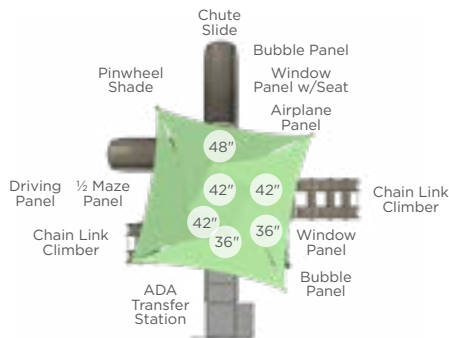 Chute
Slide
Bubble Panel
Pinwheel
Shade
Window
Panel w/Seat
Airplane
Panel
48"
42"
42"
Driving
Panel
½ Maze
Panel
Chain Link
Climber
42"
36"
36"
Chain Link
Climber
Window
Panel
Bubble
Panel
ADA
Transfer
Station